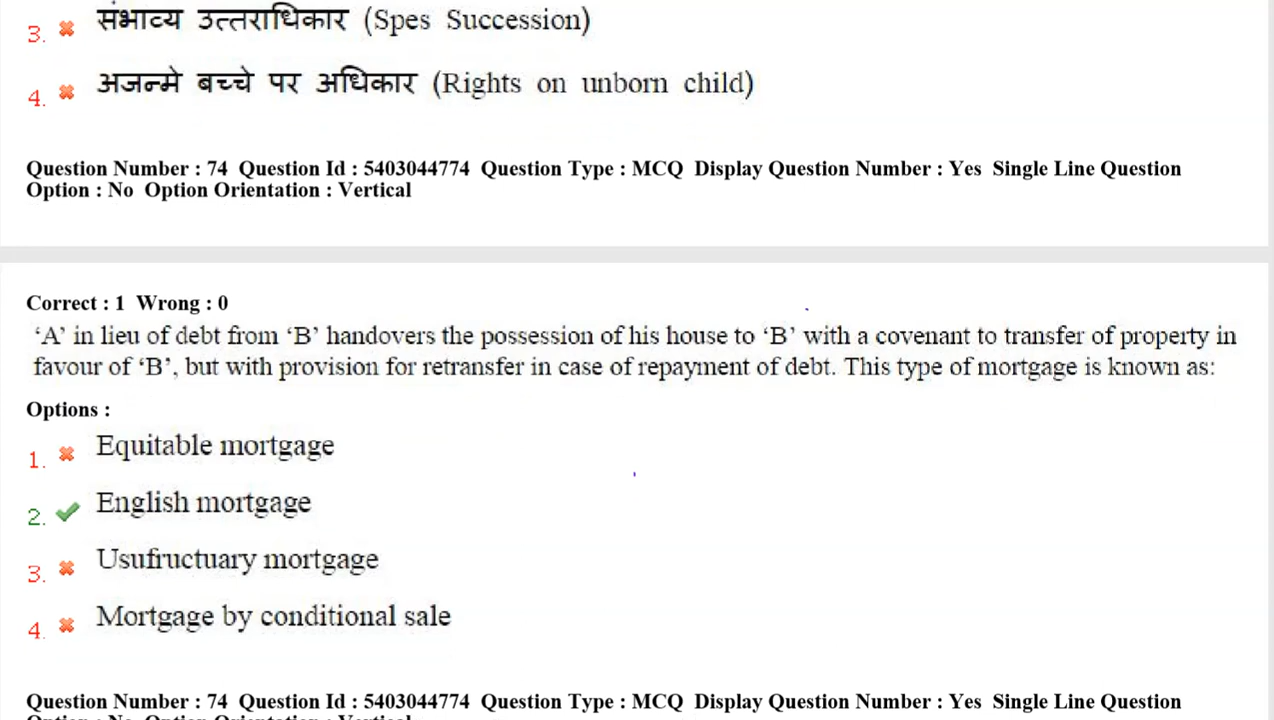 3. संभाव्य उत्तराधिकार (Spes Succession)
4. अजन्मे बच्चे पर अधिकार (Rights on unborn child)
Question Number : 74 Question Id : 5403044774 Question Type : MCQ Display Question Number : Yes Single Line Question
Option : No Option Orientation : Vertical
Correct : 1 Wrong : 0
‘A’ in lieu of debt from ‘B’ handovers the possession of his house to ‘B’ with a covenant to transfer of property in
favour of ‘B’, but with provision for retransfer in case of repayment of debt. This type of mortgage is known as:
Options :
1. Equitable mortgage
2. English mortgage
3. Usufructuary mortgage
4. Mortgage by conditional sale
Question Number : 74 Question Id : 5403044774 Question Type : MCQ Display Question Number : Yes Single Line Question
Option : No Option Orientation : Vertical